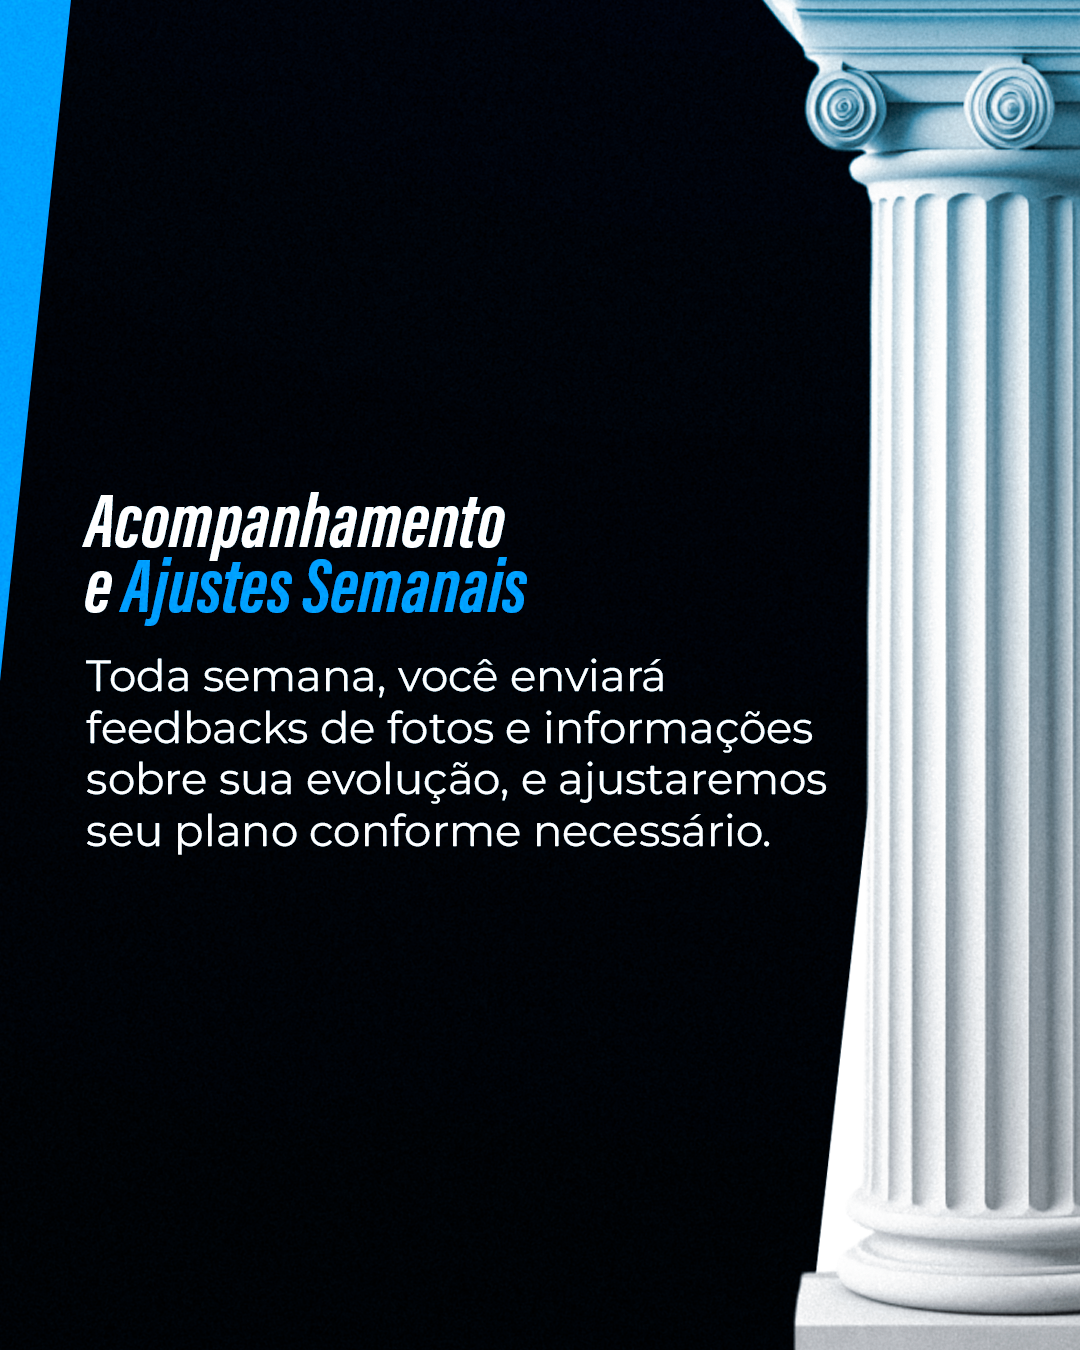 Acompanhamento
e Ajustes Semanais
Toda semana, você enviará
feedbacks de fotos e informações
sobre sua evolução, e ajustaremos
seu plano conforme necessário.